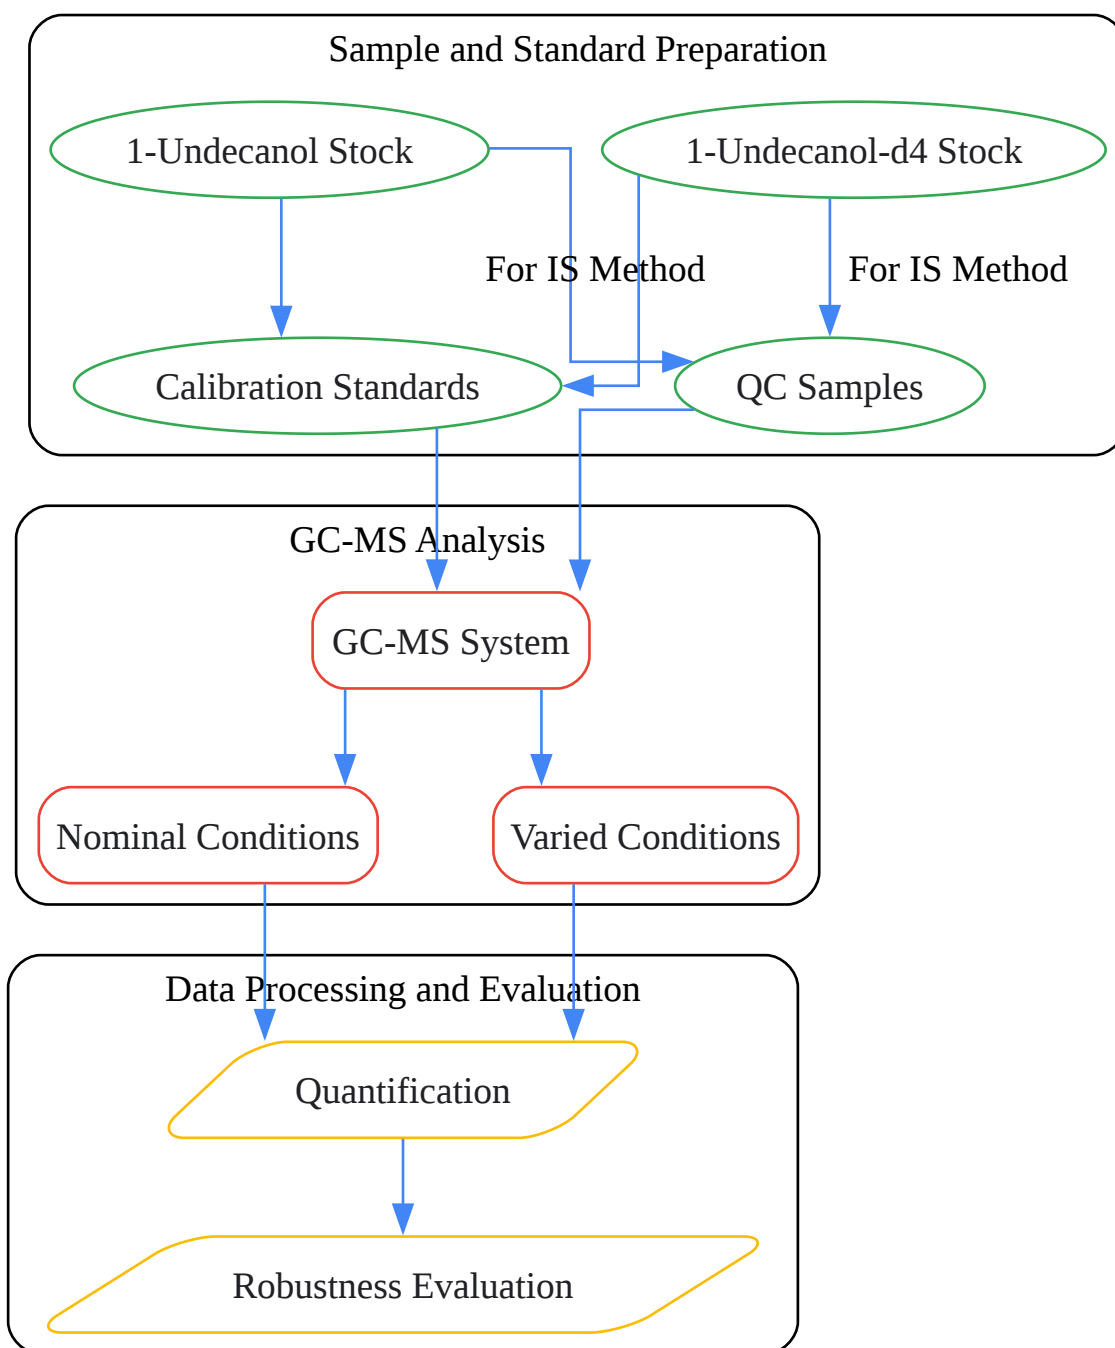 Sample and Standard Preparation
1-Undecanol Stock
1-Undecanol-d4 Stock
For IS Method
For IS Method
Calibration Standards
QC Samples
GC-MS Analysis
GC-MS System
Nominal Conditions
Varied Conditions
Data Processing and Evaluation
Quantification
Robustness Evaluation